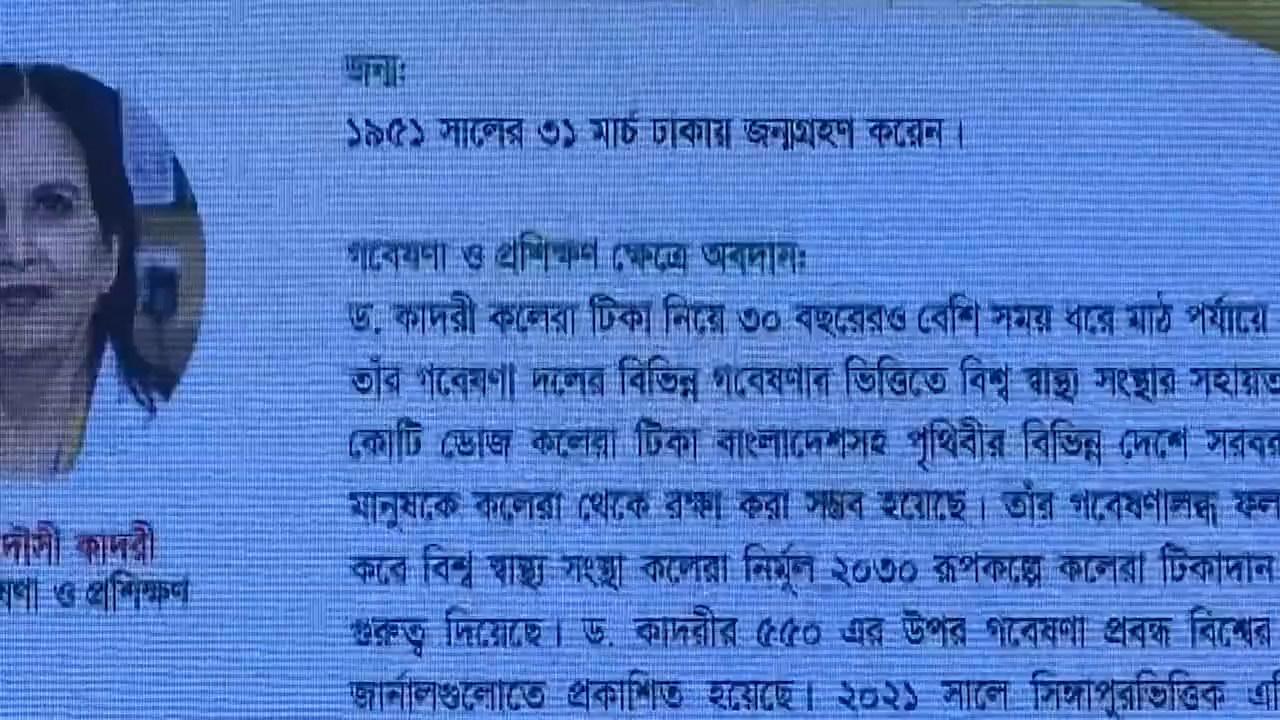 জন্ম:
১৯৫১ সালের ৩১ মার্চ ঢাকায় জন্মগ্রহণ করেন।
গবেষণা ও প্রশিক্ষণ ক্ষেত্রে অবদান:
ড. কাদরী কলেরা টিকা নিয়ে ৩০ বছরেরও বেশি সময় ধরে মাঠ পর্যায়ে
তাঁর গবেষণা দলের বিভিন্ন গবেষণার ভিত্তিতে বিশ্ব স্বাস্থ্য সংস্থার
কোটি ডোজ কলেরা টিকা বাংলাদেশসহ পৃথিবীর বিভিন্ন দেশে
মানুষকে কলেরা থেকে রক্ষা করা সম্ভব হয়েছে। তাঁর গবেষণালব্ধ
করে বিশ্ব স্বাস্থ্য সংস্থা কলেরা নির্মূল ২০৩০ রূপকল্পে কলেরা টিকাদান
গুরুত্ব দিয়েছে। ড. কাদরীর ৫৫০ এর উপর গবেষণা প্রবন্ধ বিশ্বের
জার্নালগুলোতে প্রকাশিত হয়েছে। ২০২১ সালে সিঙ্গাপুরভিত্তিক
দৌসী কাদরী
ষণা ও প্রশিক্ষণ